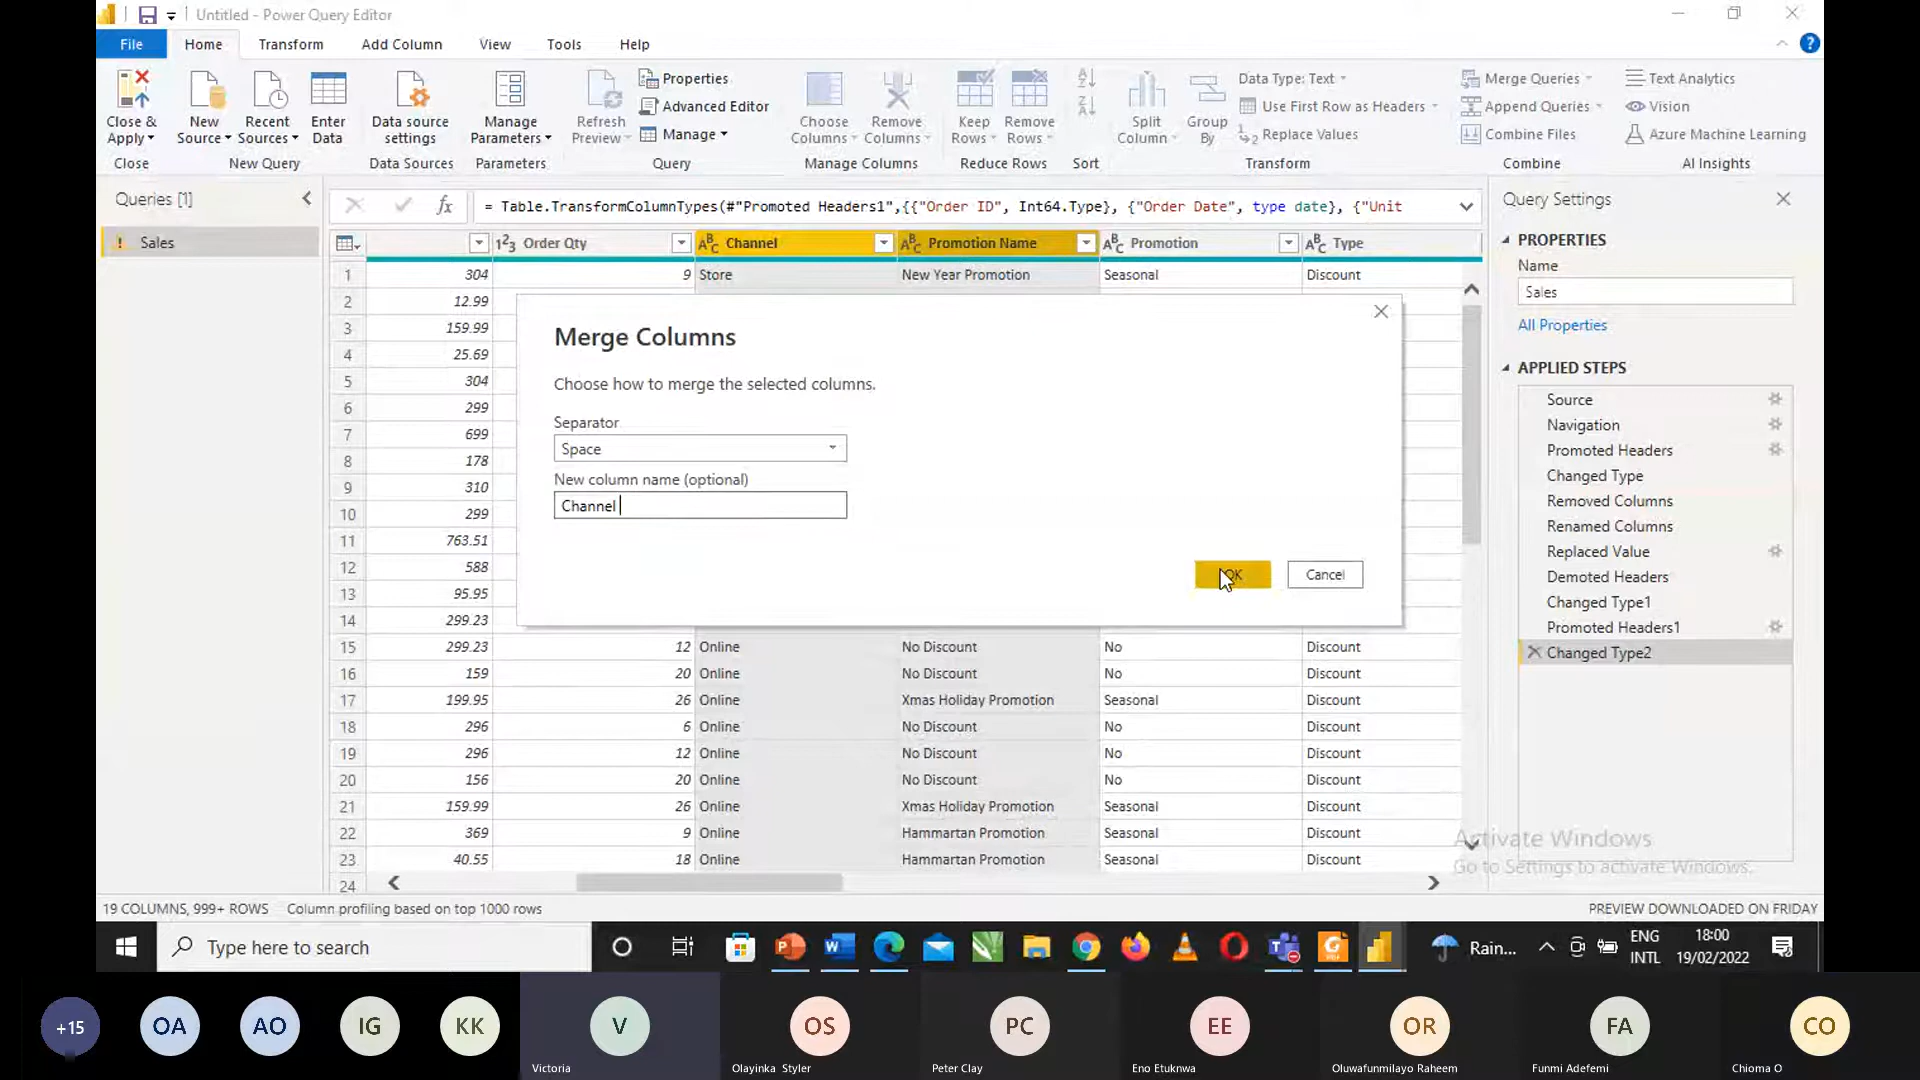 Untitled - Power Query Editor
File Home Transform Add Column View Tools Help
Close & Apply
New Source
Recent Sources
Enter Data
Data source settings
Manage Parameters
Refresh Preview
Properties
Advanced Editor
Manage
Choose Columns
Remove Columns
Keep Rows
Remove Rows
Split Column
Group By
Data Type: Text
Use First Row as Headers
Replace Values
Merge Queries
Append Queries
Combine Files
Text Analytics
Vision
Azure Machine Learning
Close New Query Data Sources Parameters Query Manage Columns Reduce Rows Sort Transform Combine AI Insights
Queries [1]
Sales
fx = Table.TransformColumnTypes(#"Promoted Headers1",{{"Order ID", Int64.Type}, {"Order Date", type date}, {"Unit
Order Qty Channel Promotion Name Promotion Type
1 304 9 Store New Year Promotion Seasonal Discount
2 12.99
3 159.99
4 25.69
5 304
6 299
7 699
8 178
9 310
10 299
11 763.51
12 588
13 95.95
14 299.23
Merge Columns
Choose how to merge the selected columns.
Separator
Space
New column name (optional)
Channel
OK Cancel
15 299.23 12 Online No Discount No Discount
16 159 20 Online No Discount No Discount
17 199.95 26 Online Xmas Holiday Promotion Seasonal Discount
18 296 6 Online No Discount No Discount
19 296 12 Online No Discount No Discount
20 156 20 Online No Discount No Discount
21 159.99 26 Online Xmas Holiday Promotion Seasonal Discount
22 369 9 Online Hammartan Promotion Seasonal Discount
23 40.55 18 Online Hammartan Promotion Seasonal Discount
24
Query Settings
PROPERTIES
Name
Sales
All Properties
APPLIED STEPS
Source
Navigation
Promoted Headers
Changed Type
Removed Columns
Renamed Columns
Replaced Value
Demoted Headers
Changed Type1
Promoted Headers1
Changed Type2
Activate Windows
Go to Settings to activate Windows.
19 COLUMNS, 999+ ROWS Column profiling based on top 1000 rows PREVIEW DOWNLOADED ON FRIDAY
Type here to search
Rain...
ENG INTL
18:00
19/02/2022
+15 OA AO IG KK V OS PC EE OR FA CO
Victoria Olayinka Styler Peter Clay Eno Etuknwa Oluwafunmilayo Raheem Funmi Adefemi Chioma O